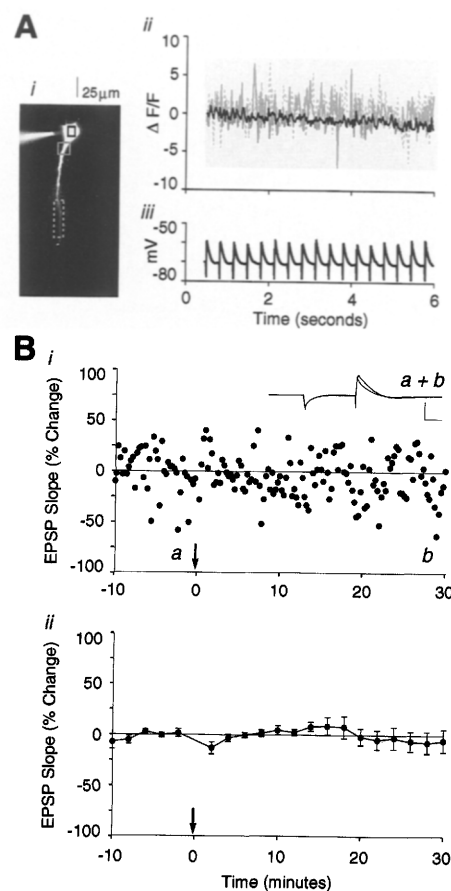 A
i
25µm
ii
Δ F/F
10
5
0
-5
-10
iii
mV
-50
-80
2
4
6
Time (seconds)
B
i
EPSP Slope (% Change)
100
50
0
-50
-100
a + b
a
b
-10
0
10
20
30
ii
EPSP Slope (% Change)
100
50
0
-50
-100
-10
0
10
20
30
Time (minutes)